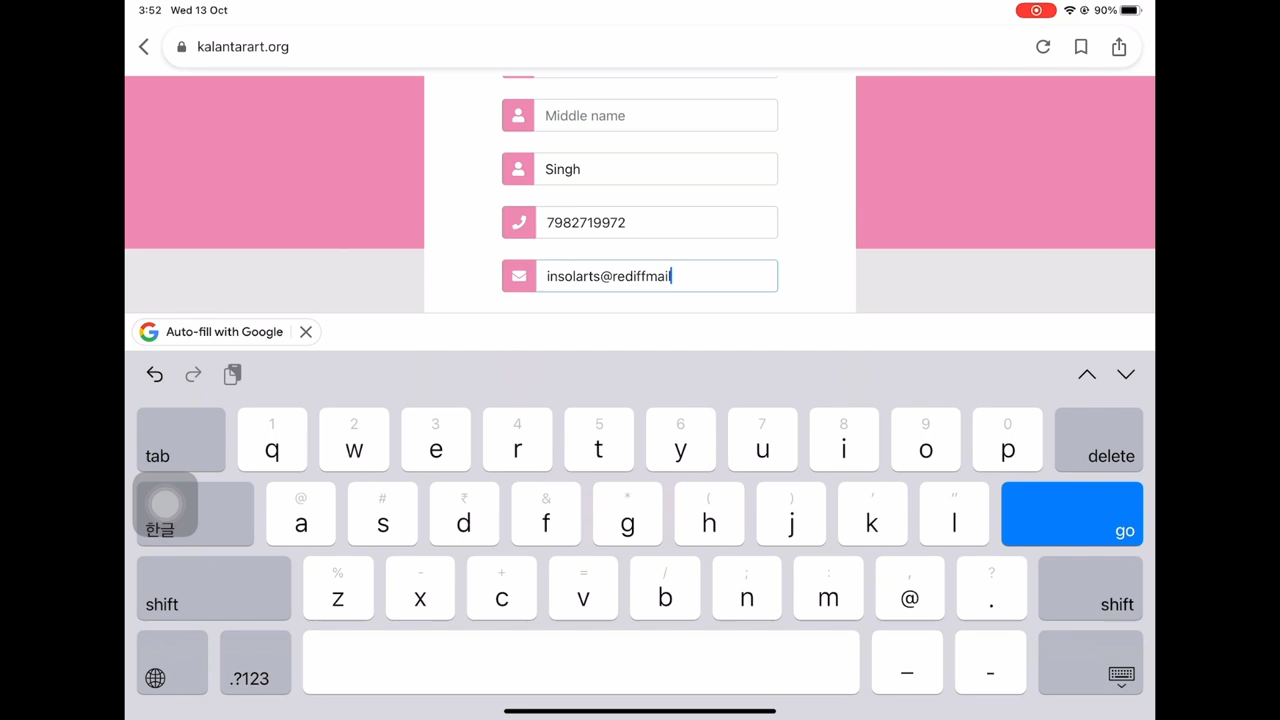 3:52 Wed 13 Oct
90%
kalantarart.org
Middle name
Singh
7982719972
insolarts@rediffmail
Auto-fill with Google
1 2 3 4 5 6 7 8 9 0
tab q w e r t y u i o p delete
@ # ₹ & * ( ) ' "
한글 a s d f g h j k l go
% - + = / ; : , ?
shift z x c v b n m @ . shift
.?123 _ -